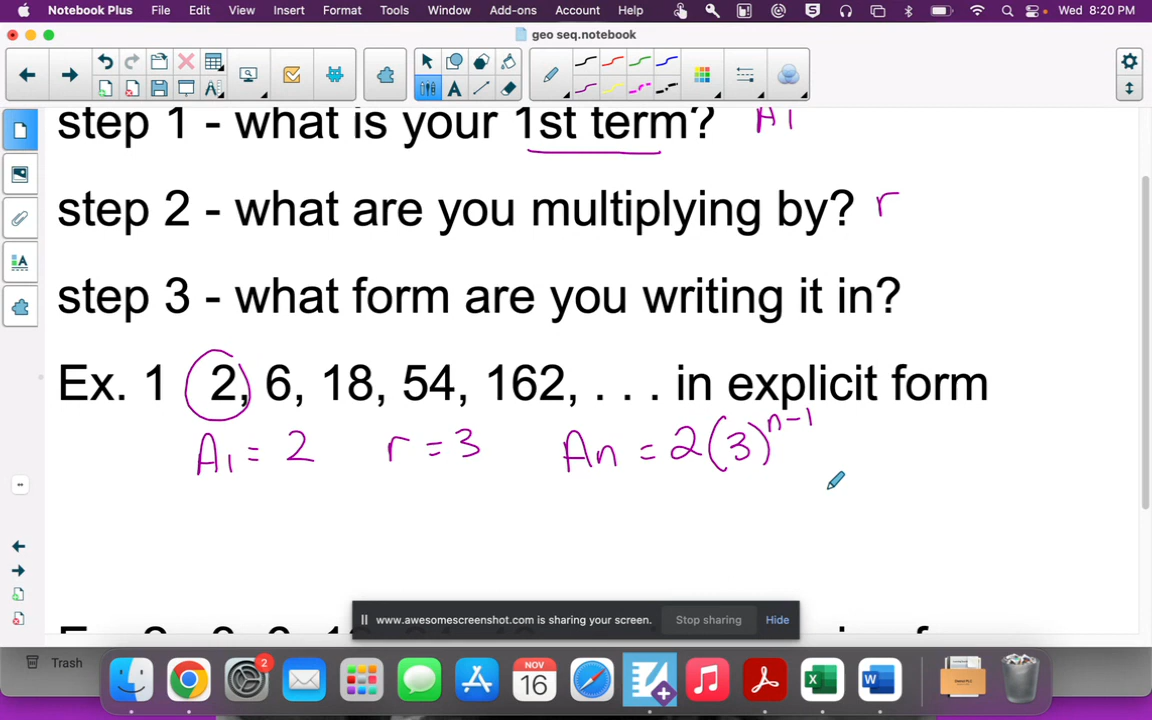 Notebook Plus File Edit View Insert Format Tools Window Add-ons Account Help Wed 8:20 PM
geo seq.notebook
step 1 - what is your 1st term? A1
step 2 - what are you multiplying by? r
step 3 - what form are you writing it in?
Ex. 1 2, 6, 18, 54, 162, . . . in explicit form
A1 = 2 r = 3 An = 2(3)^n-1
www.awesomescreenshot.com is sharing your screen. Stop sharing Hide
Trash
2
NOV
16